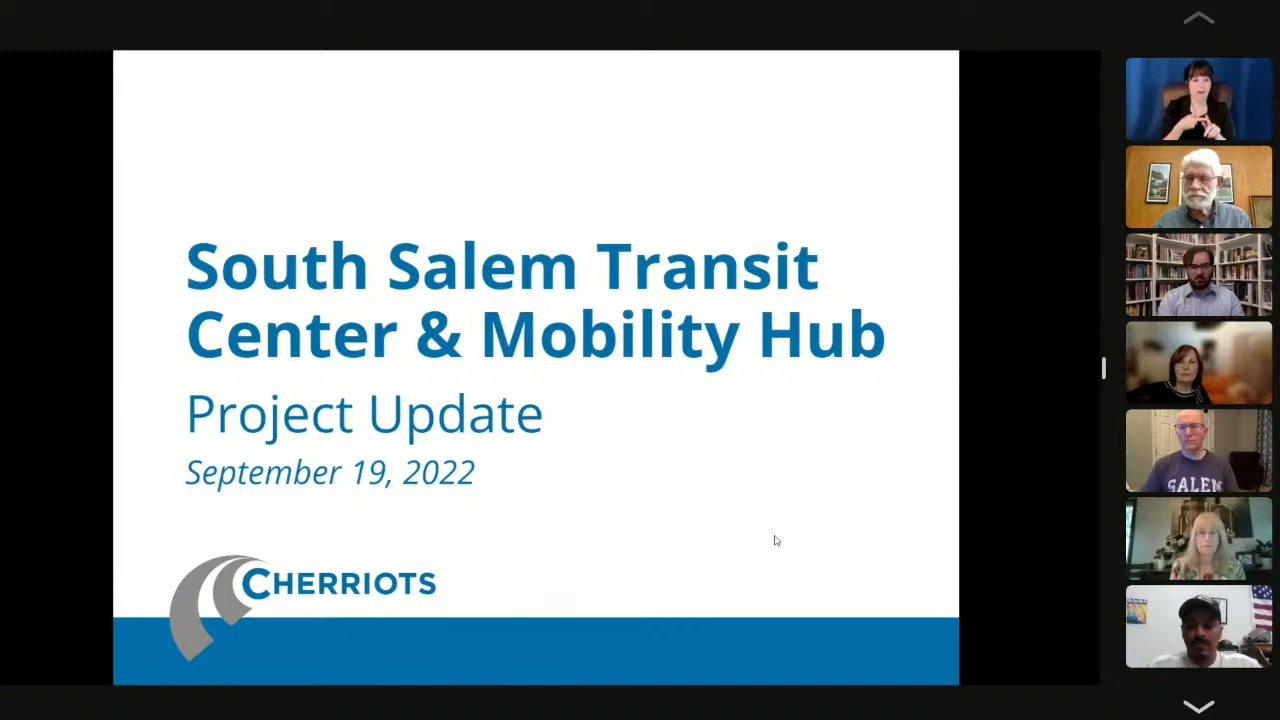 South Salem Transit
Center & Mobility Hub
Project Update
September 19, 2022
CHERRIOTS
SALEM